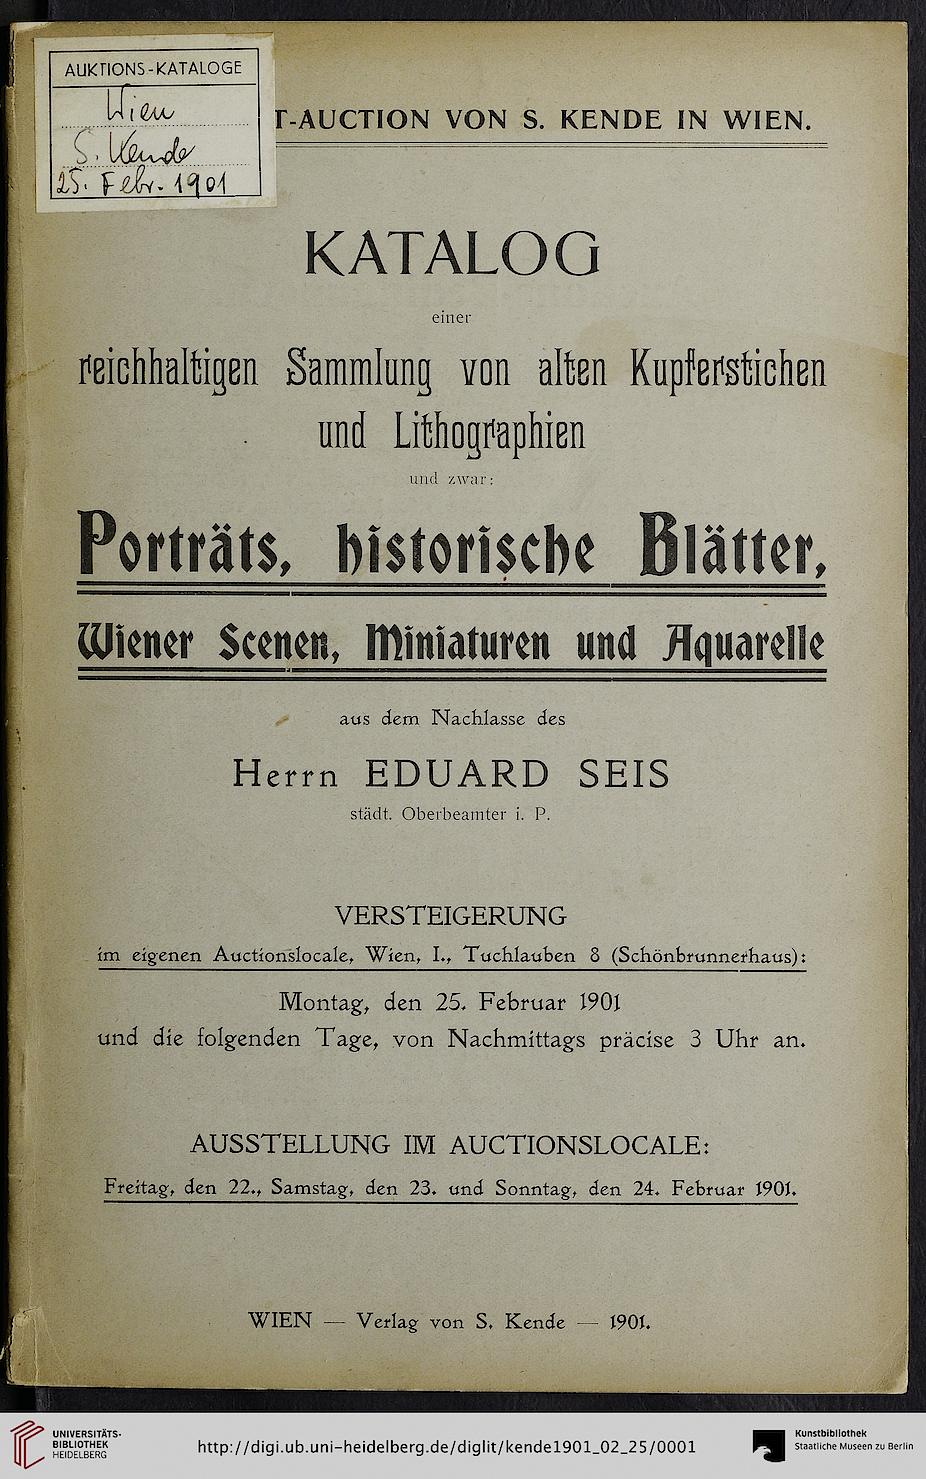 AUKTIONS-KATALOGE
Wien
S. Kende
25. Febr. 1901
T-AUCTION VON S. KENDE IN WIEN.
KATALOG
einer
reichhaltigen Sammlung von alten Kupferstichen
und Lithographien
und zwar:
Porträts, historische Blätter,
Wiener Scenen, Miniaturen und Aquarelle
aus dem Nachlasse des
Herrn EDUARD SEIS
städt. Oberbeamter i. P.
VERSTEIGERUNG
im eigenen Auctionslocale, Wien, I., Tuchlauben 8 (Schönbrunnerhaus):
Montag, den 25. Februar 1901
und die folgenden Tage, von Nachmittags präcise 3 Uhr an.
AUSSTELLUNG IM AUCTIONSLOCALE:
Freitag, den 22., Samstag, den 23. und Sonntag, den 24. Februar 1901.
WIEN — Verlag von S. Kende — 1901.
UNIVERSITÄTS-
BIBLIOTHEK
HEIDELBERG
http://digi.ub.uni-heidelberg.de/diglit/kende1901_02_25/0001
Kunstbibliothek
Staatliche Museen zu Berlin